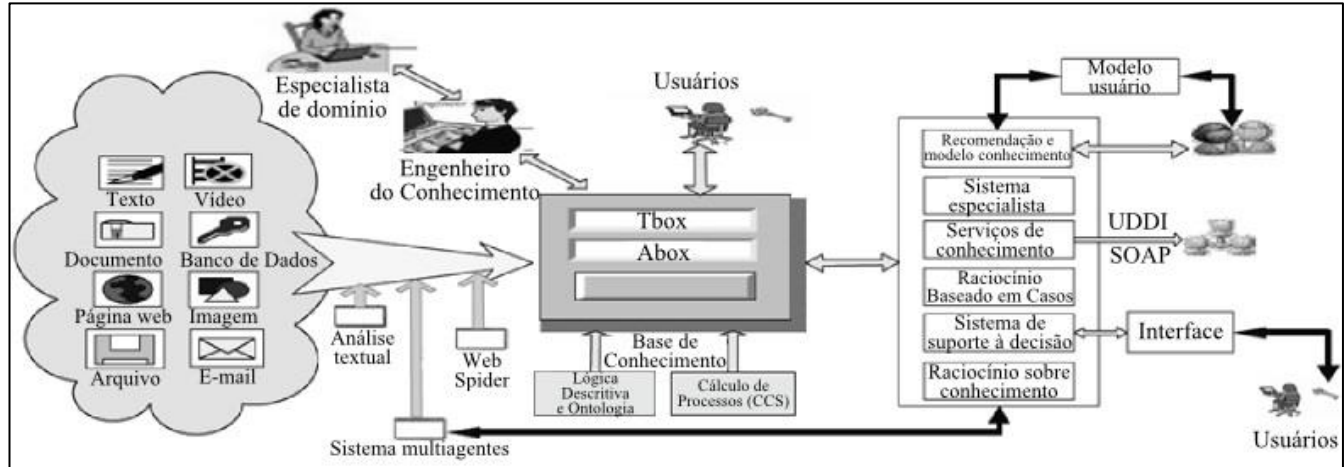 Especialista
de domínio
Engenheiro
do Conhecimento
Usuários
Texto
Vídeo
Documento
Banco de Dados
Página web
Imagem
Arquivo
E-mail
Análise
textual
Web
Spider
Sistema multiagentes
Tbox
Abox
Base de
Conhecimento
Lógica
Descritiva
e Ontologia
Cálculo de
Processos (CCS)
Modelo
usuário
Recomendação e
modelo conhecimento
Sistema
especialista
Serviços de
conhecimento
Raciocínio
Baseado em Casos
Sistema de
suporte à decisão
Raciocínio sobre
conhecimento
UDDI
SOAP
Interface
Usuários